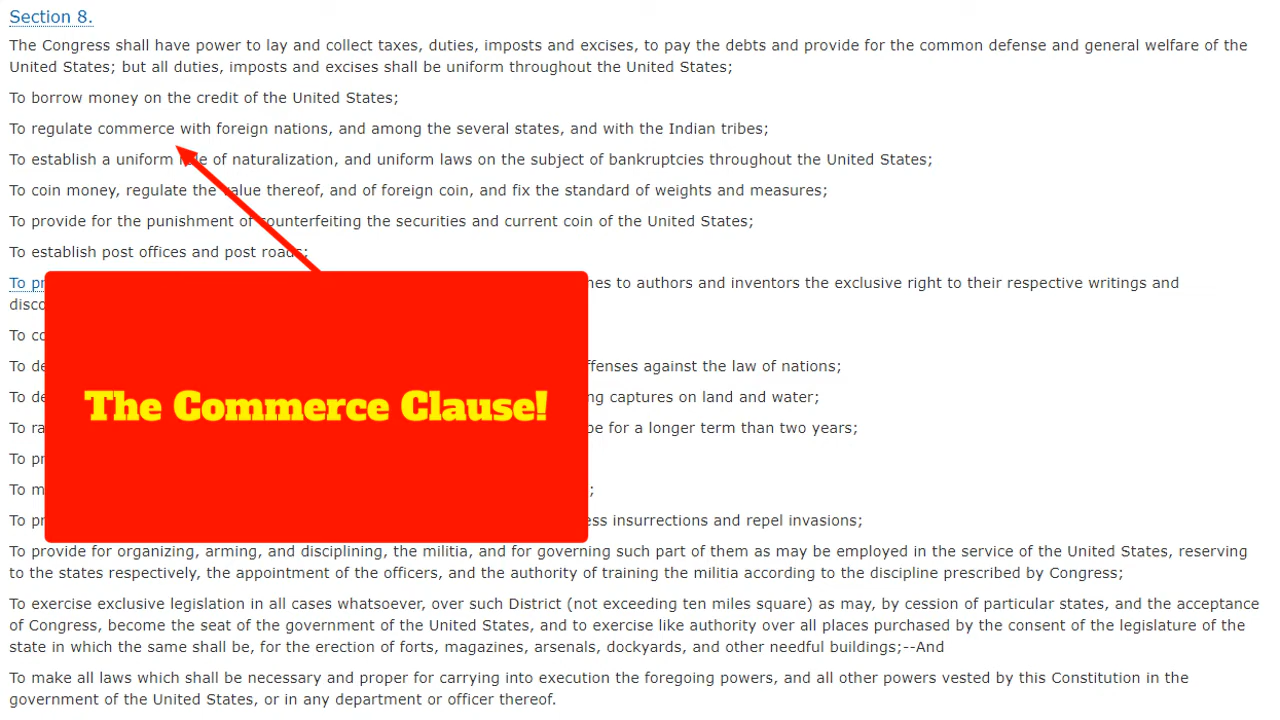 Section 8.
The Congress shall have power to lay and collect taxes, duties, imposts and excises, to pay the debts and provide for the common defense and general welfare of the
United States; but all duties, imposts and excises shall be uniform throughout the United States;
To borrow money on the credit of the United States;
To regulate commerce with foreign nations, and among the several states, and with the Indian tribes;
To establish a uniform rule of naturalization, and uniform laws on the subject of bankruptcies throughout the United States;
To coin money, regulate the value thereof, and of foreign coin, and fix the standard of weights and measures;
To provide for the punishment of counterfeiting the securities and current coin of the United States;
To establish post offices and post roads;
To to authors and inventors the exclusive right to their respective writings and
To
To offenses against the law of nations;
To captures on land and water;
To be for a longer term than two years;
To
To ;
To insurrections and repel invasions;
The Commerce Clause!
To provide for organizing, arming, and disciplining, the militia, and for governing such part of them as may be employed in the service of the United States, reserving
to the states respectively, the appointment of the officers, and the authority of training the militia according to the discipline prescribed by Congress;
To exercise exclusive legislation in all cases whatsoever, over such District (not exceeding ten miles square) as may, by cession of particular states, and the acceptance
of Congress, become the seat of the government of the United States, and to exercise like authority over all places purchased by the consent of the legislature of the
state in which the same shall be, for the erection of forts, magazines, arsenals, dockyards, and other needful buildings;--And
To make all laws which shall be necessary and proper for carrying into execution the foregoing powers, and all other powers vested by this Constitution in the
government of the United States, or in any department or officer thereof.